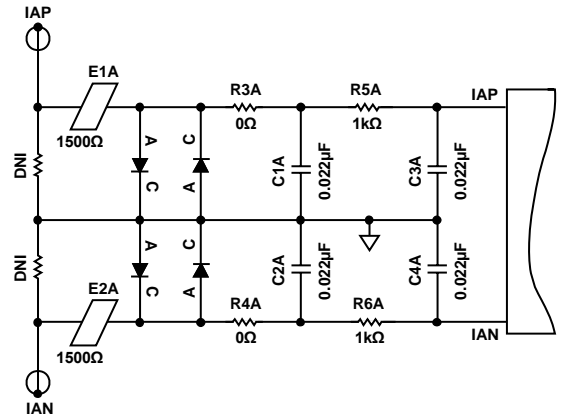 IAP
E1A
1500Ω
R3A
0Ω
R5A
1kΩ
IAP
DNI
A
C
C
A
C1A
0.022µF
C3A
0.022µF
DNI
A
C
C
A
C2A
0.022µF
C4A
0.022µF
E2A
1500Ω
R4A
0Ω
R6A
1kΩ
IAN
IAN